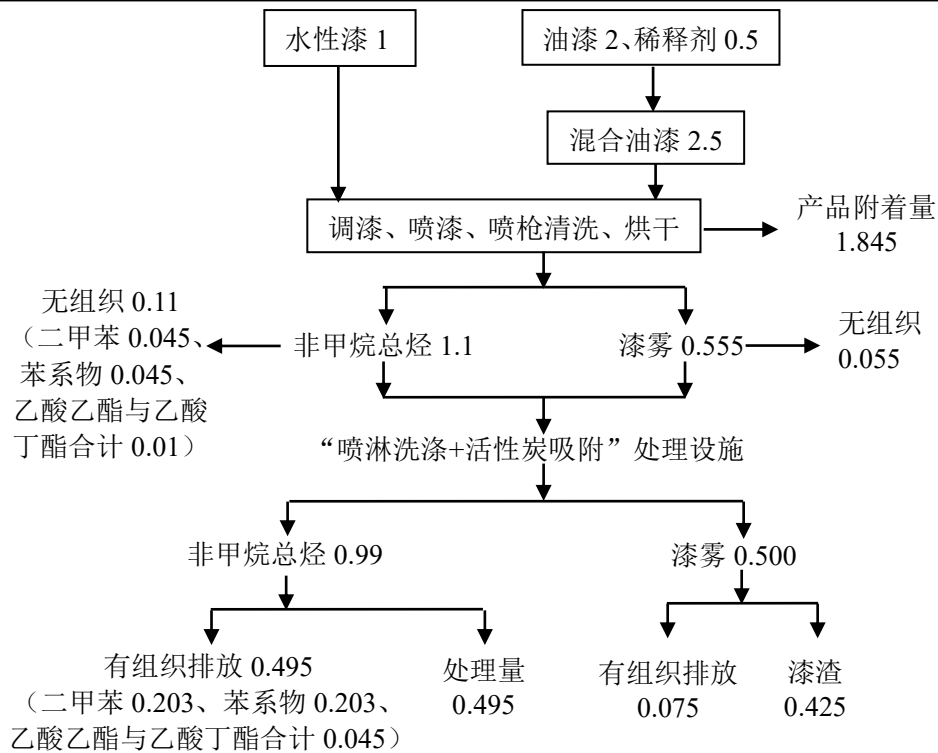 水性漆 1
油漆 2、稀释剂 0.5
混合油漆 2.5
调漆、喷漆、喷枪清洗、烘干
产品附着量
1.845
无组织 0.11
（二甲苯 0.045、
苯系物 0.045、
乙酸乙酯与乙酸
丁酯合计 0.01）
非甲烷总烃 1.1
漆雾 0.555
无组织
0.055
“喷淋洗涤+活性炭吸附”处理设施
非甲烷总烃 0.99
漆雾 0.500
有组织排放 0.495
（二甲苯 0.203、苯系物 0.203、
乙酸乙酯与乙酸丁酯合计 0.045）
处理量
0.495
有组织排放
0.075
漆渣
0.425